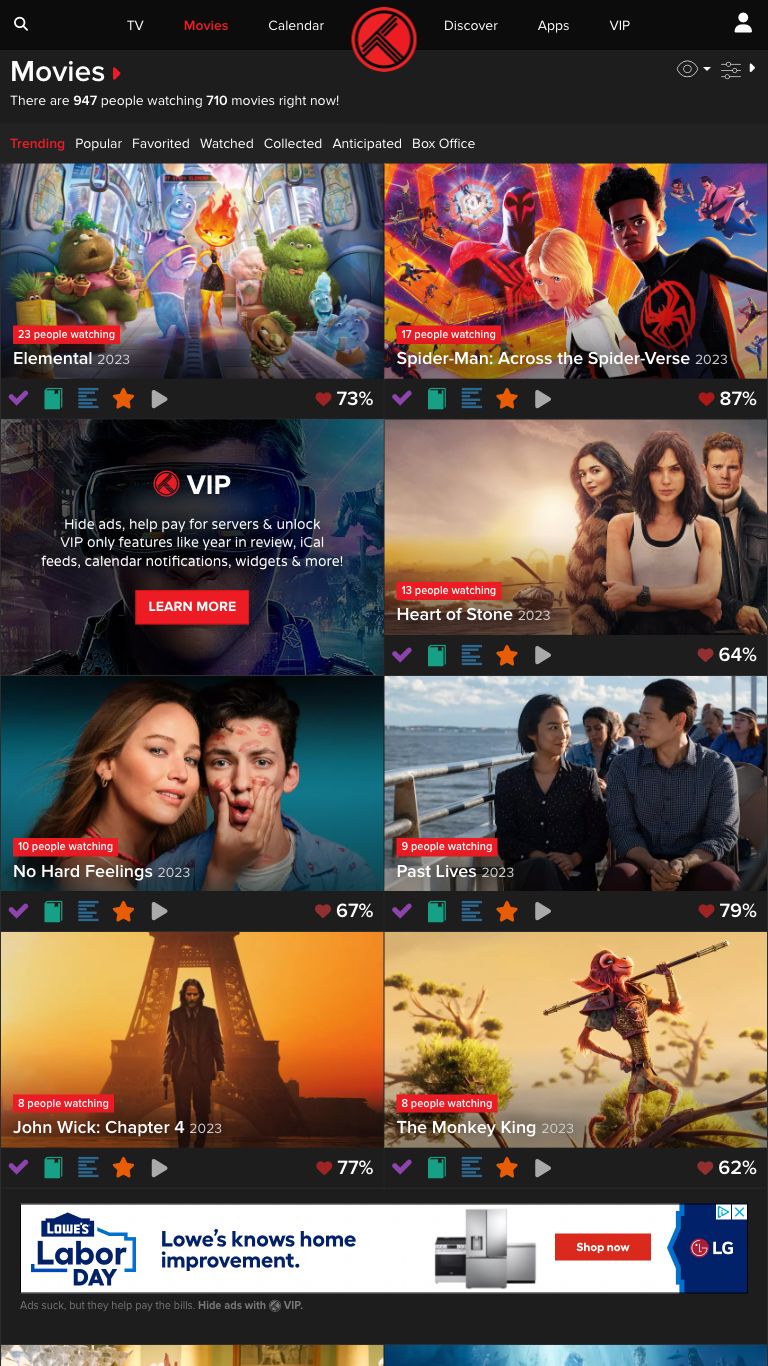 TV Movies Calendar Discover Apps VIP
Movies
There are 947 people watching 710 movies right now!
Trending Popular Favorited Watched Collected Anticipated Box Office
23 people watching
Elemental 2023
73%
17 people watching
Spider-Man: Across the Spider-Verse 2023
87%
VIP
Hide ads, help pay for servers & unlock
VIP only features like year in review, iCal
feeds, calendar notifications, widgets & more!
LEARN MORE
13 people watching
Heart of Stone 2023
64%
10 people watching
No Hard Feelings 2023
67%
9 people watching
Past Lives 2023
79%
8 people watching
John Wick: Chapter 4 2023
77%
8 people watching
The Monkey King 2023
62%
LOWE'S
Labor
DAY
Lowe's knows home
improvement.
Shop now
LG
Ads suck, but they help pay the bills. Hide ads with VIP.